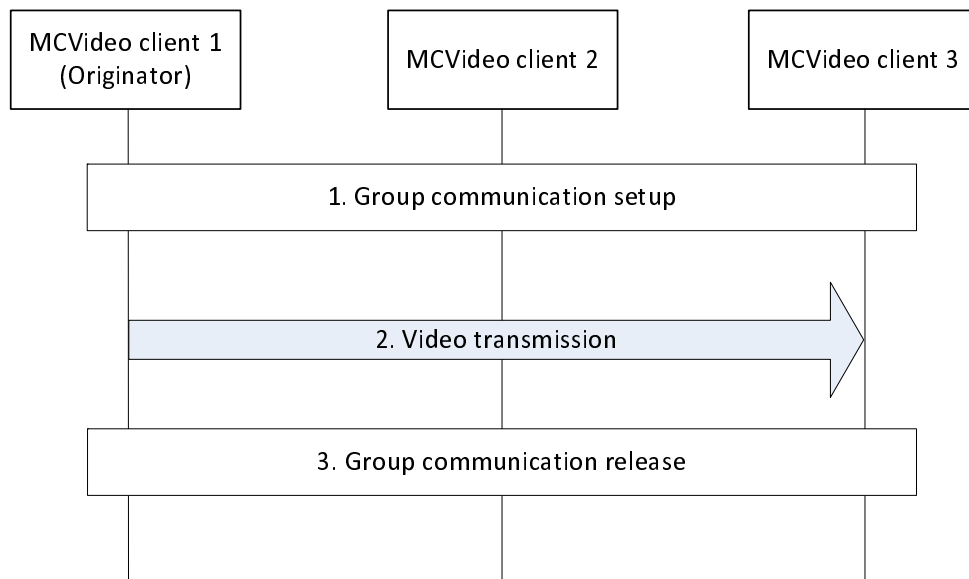 MCVideo client 1
(Originator)
MCVideo client 2
MCVideo client 3
1. Group communication setup
2. Video transmission
3. Group communication release